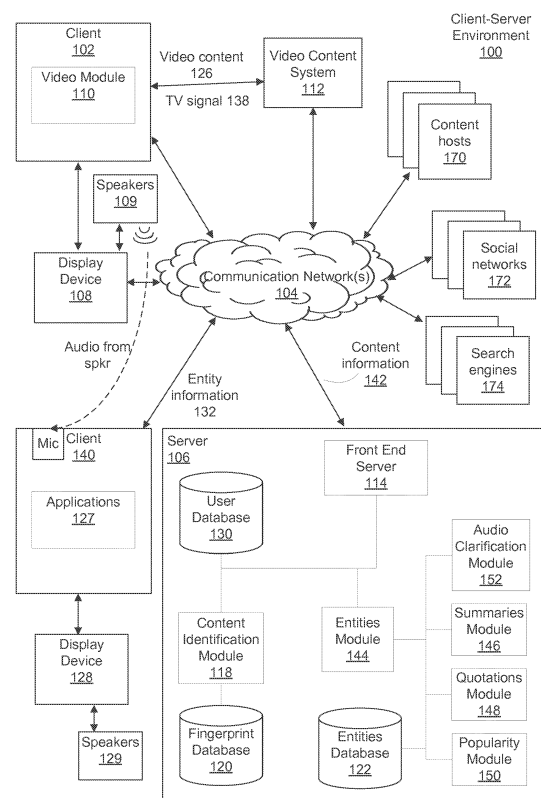 Client-Server
Environment
100
Client
102
Video Module
110
Video content
126
TV signal 138
Video Content
System
112
Content
hosts
170
Speakers
109
Display
Device
108
Communication Network(s)
104
Social
networks
172
Search
engines
174
Audio from
spkr
Entity
information
132
Content
information
142
Mic
Client
140
Applications
127
Display
Device
128
Speakers
129
Server
106
Front End
Server
114
User
Database
130
Content
Identification
Module
118
Entities
Module
144
Fingerprint
Database
120
Entities
Database
122
Audio
Clarification
Module
152
Summaries
Module
146
Quotations
Module
148
Popularity
Module
150